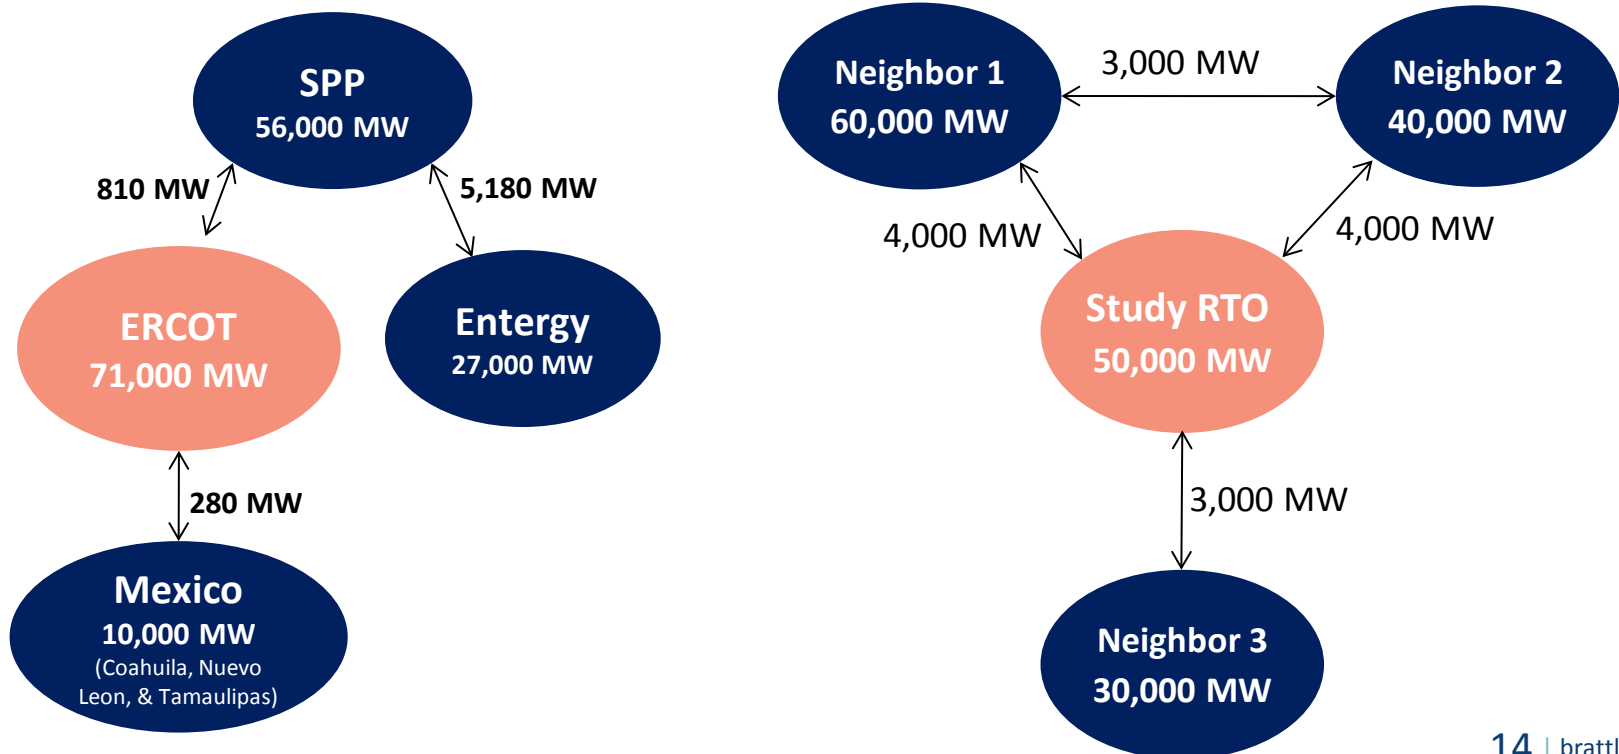 SPP
56,000 MW
810 MW
5,180 MW
ERCOT
71,000 MW
Entergy
27,000 MW
280 MW
Mexico
10,000 MW
(Coahuila, Nuevo
Leon, & Tamaulipas)
Neighbor 1
60,000 MW
3,000 MW
Neighbor 2
40,000 MW
4,000 MW
4,000 MW
Study RTO
50,000 MW
3,000 MW
Neighbor 3
30,000 MW
14 | brattl